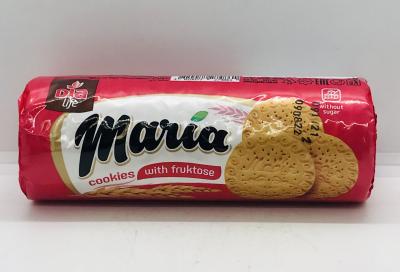 Dia
life
Without
sugar
Maria
cookies with fruktose